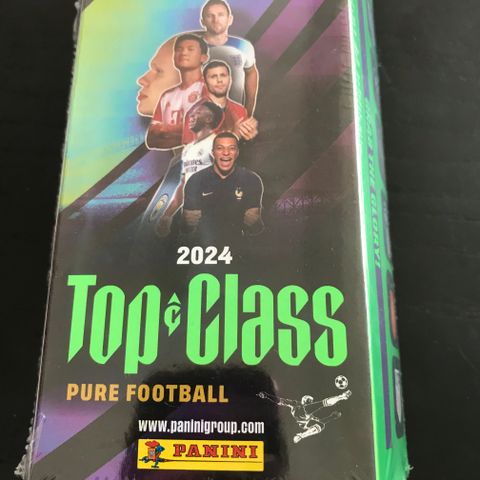 2024
Top Class
PURE FOOTBALL
www.paninigroup.com
PANINI